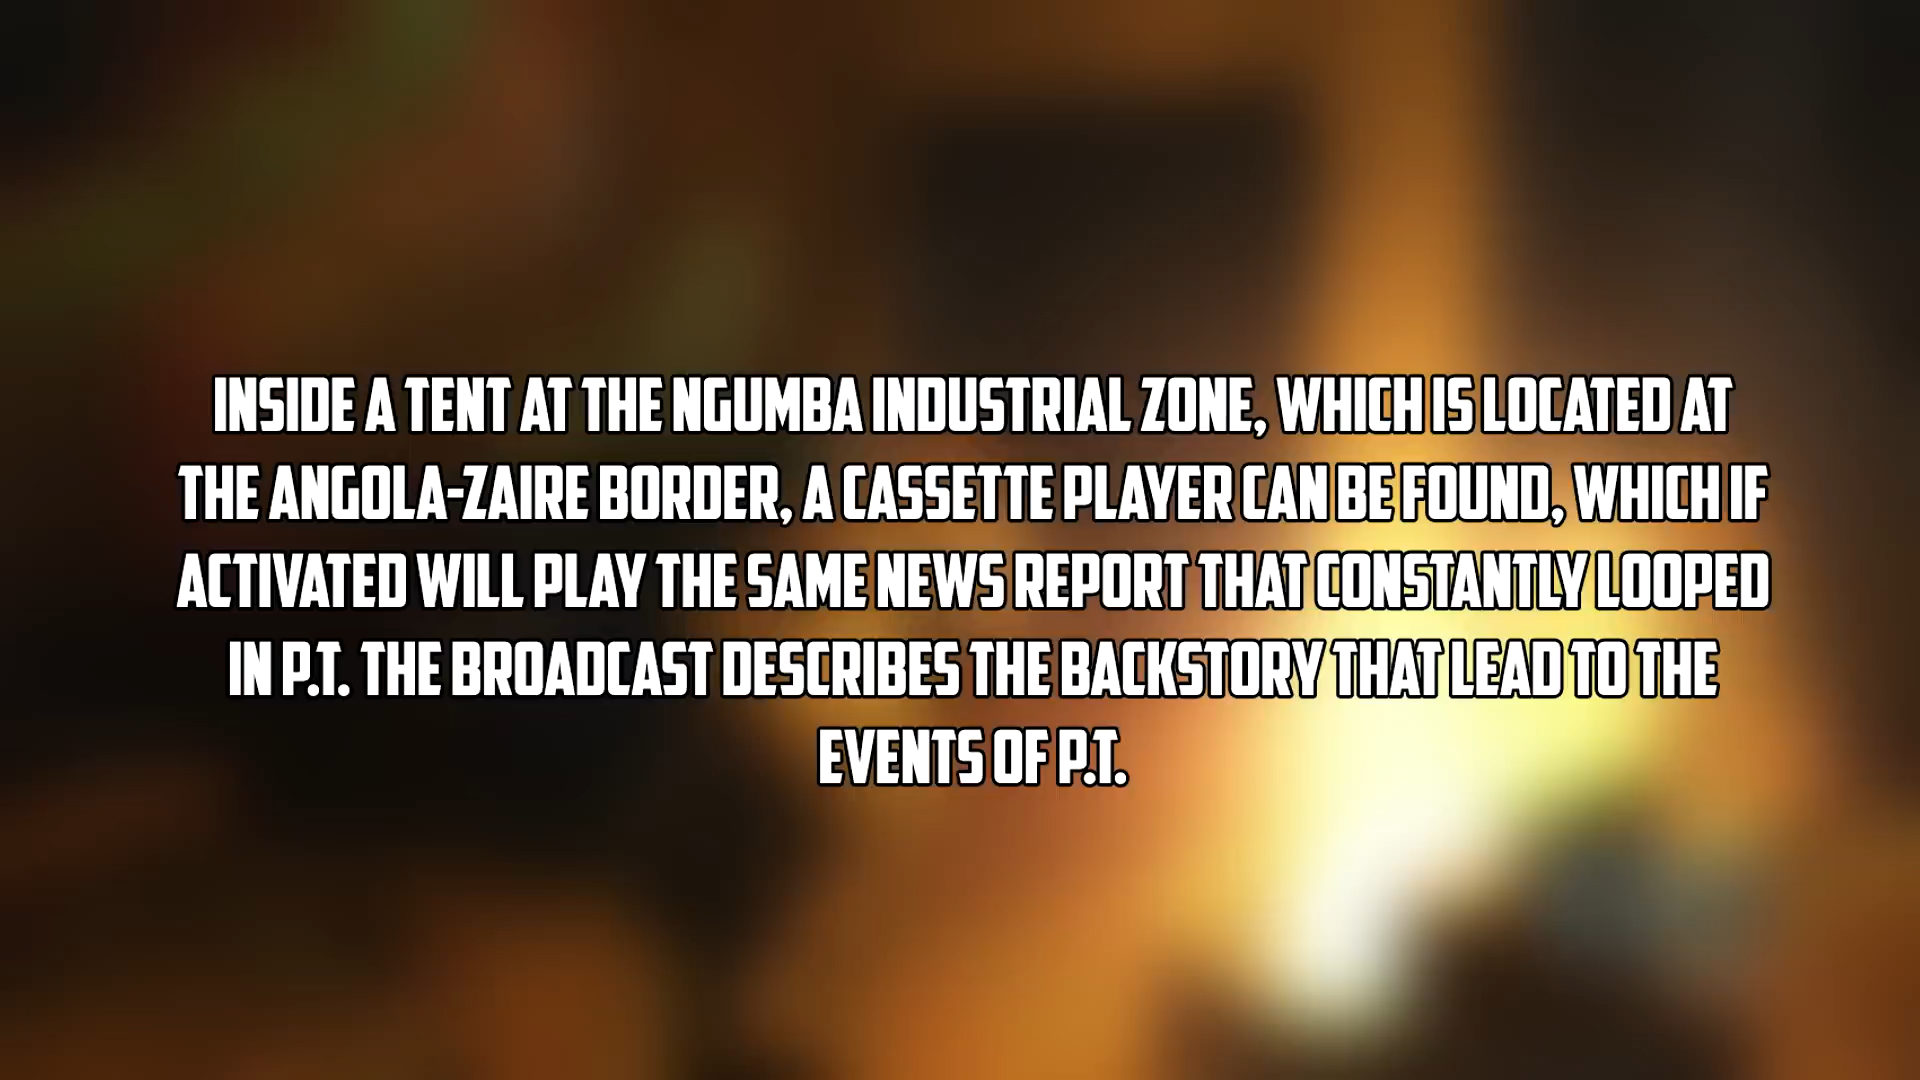 INSIDE A TENT AT THE NGUMBA INDUSTRIAL ZONE, WHICH IS LOCATED AT
THE ANGOLA-ZAIRE BORDER, A CASSETTE PLAYER CAN BE FOUND, WHICH IF
ACTIVATED WILL PLAY THE SAME NEWS REPORT THAT CONSTANTLY LOOPED
IN P.T. THE BROADCAST DESCRIBES THE BACKSTORY THAT LEAD TO THE
EVENTS OF P.T.